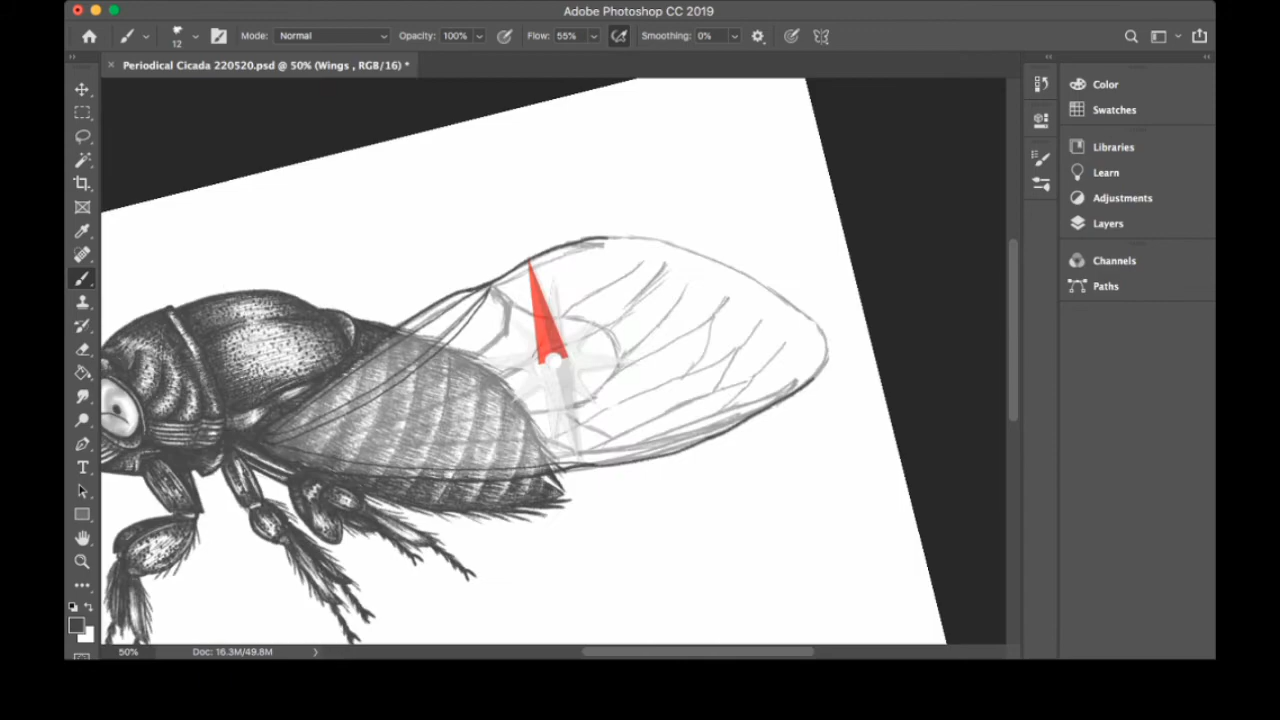 Adobe Photoshop CC 2019
12 Mode: Normal Opacity: 100% Flow: 55% Smoothing: 0%
× Periodical Cicada 220520.psd @ 50% (Wings , RGB/16) *
Color
Swatches
Libraries
Learn
Adjustments
Layers
Channels
Paths
50% Doc: 16.3M/49.8M